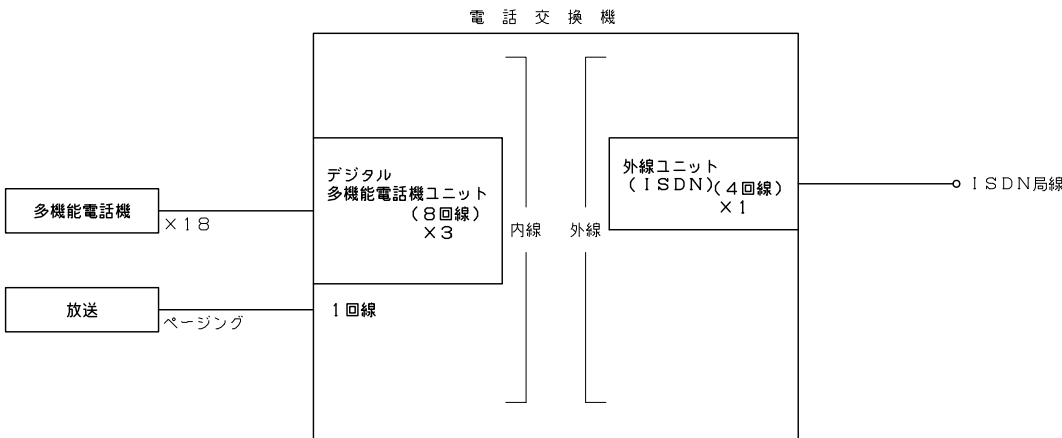 電話交換機
デジタル
多機能電話機ユニット
(8回線)
×3
外線ユニット
(ISDN)(4回線)
×1
ISDN局線
多機能電話機
×18
内線
外線
放送
ページング
1回線